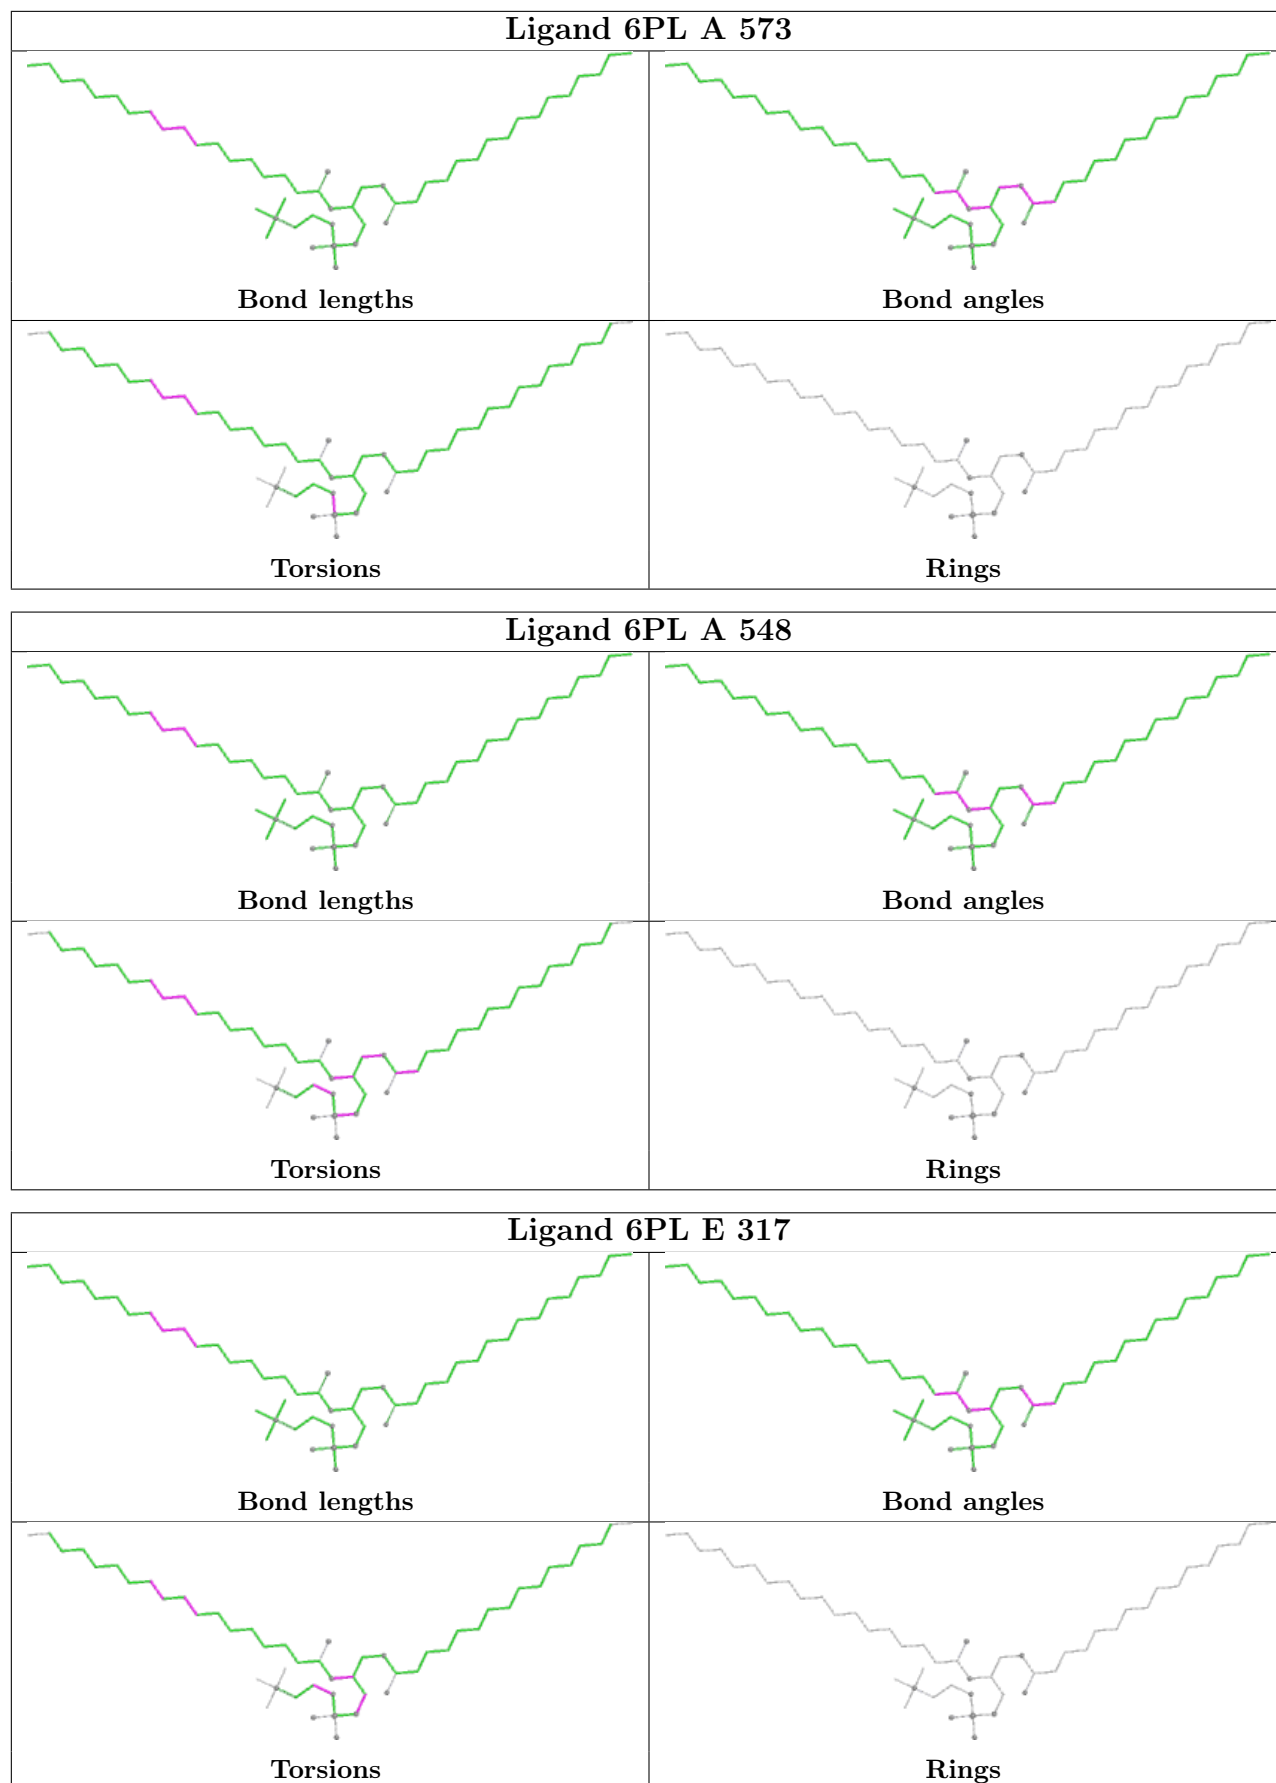 Ligand 6PL A 573
Bond lengths
Bond angles
Torsions
Rings
Ligand 6PL A 548
Bond lengths
Bond angles
Torsions
Rings
Ligand 6PL E 317
Bond lengths
Bond angles
Torsions
Rings